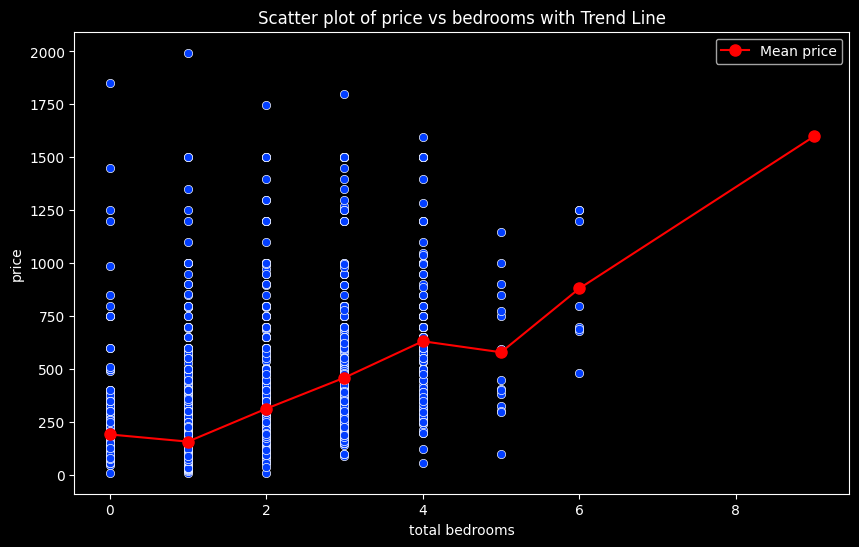 Scatter plot of price vs bedrooms with Trend Line
Mean price
2000
1750
1500
1250
1000
750
500
250
0
price
0 2 4 6 8
total bedrooms